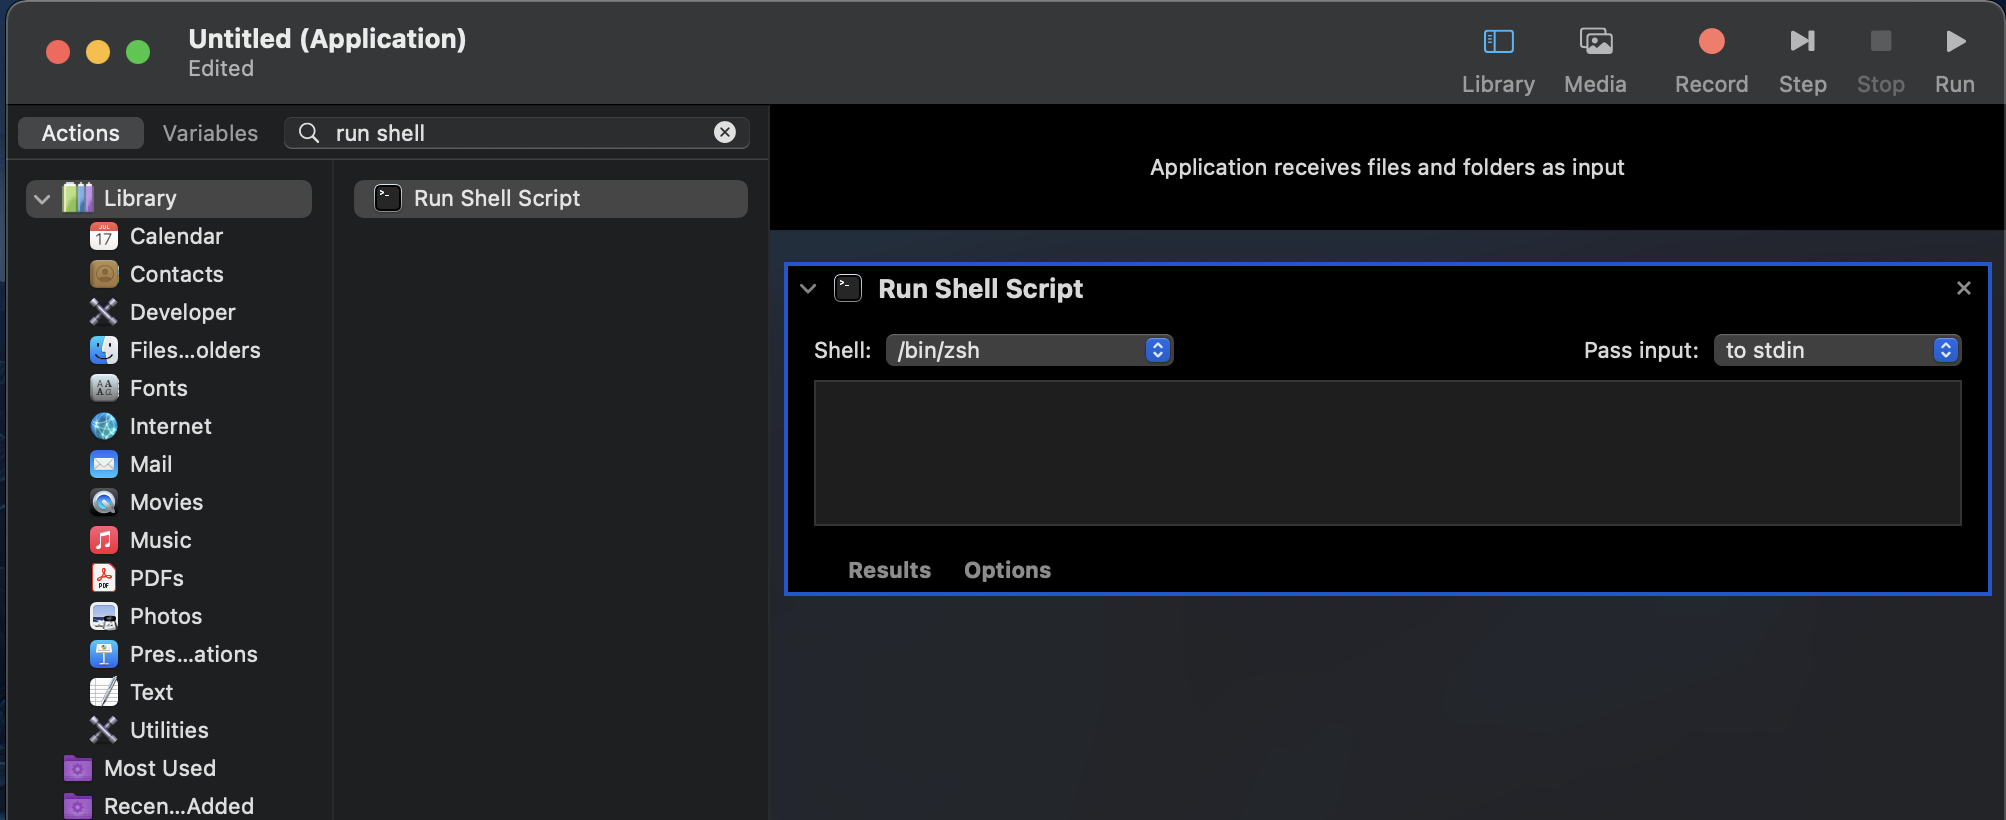 Untitled (Application)
Edited
Library
Media
Record
Step
Stop
Run
Actions
Variables
run shell
Library
JUL
17
Calendar
Contacts
Developer
Files...olders
Fonts
Internet
Mail
Movies
Music
PDF
PDFs
Photos
Pres...ations
Text
Utilities
Most Used
Recen...Added
Run Shell Script
Application receives files and folders as input
Run Shell Script
Shell: /bin/zsh
Pass input: to stdin
Results
Options